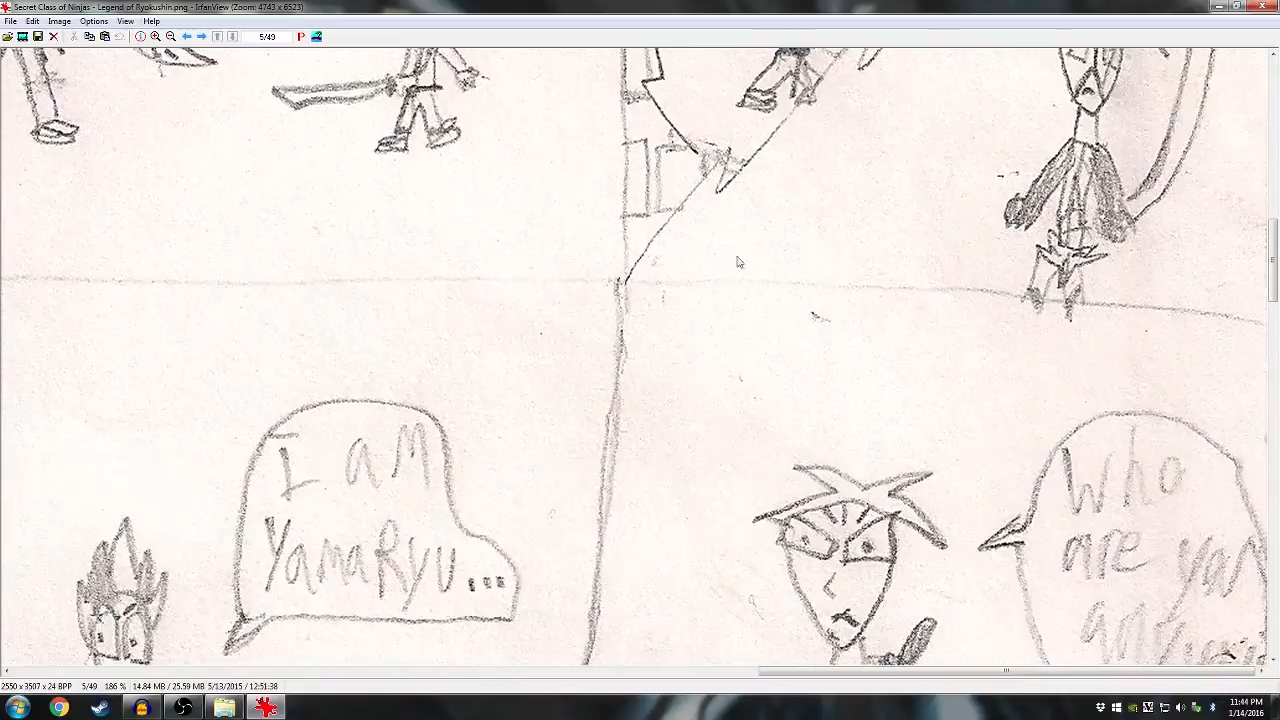 Secret Class of Ninjas - Legend of Ryokushin.png - IrfanView (Zoom: 4743 x 6523)
File Edit Image Options View Help
5/49
I am
YamaRyu...
Who
are you
2550 x 3507 x 24 BPP 5/49 186 % 14.84 MB / 25.59 MB 5/13/2015 / 12:51:38
11:44 PM
1/14/2016